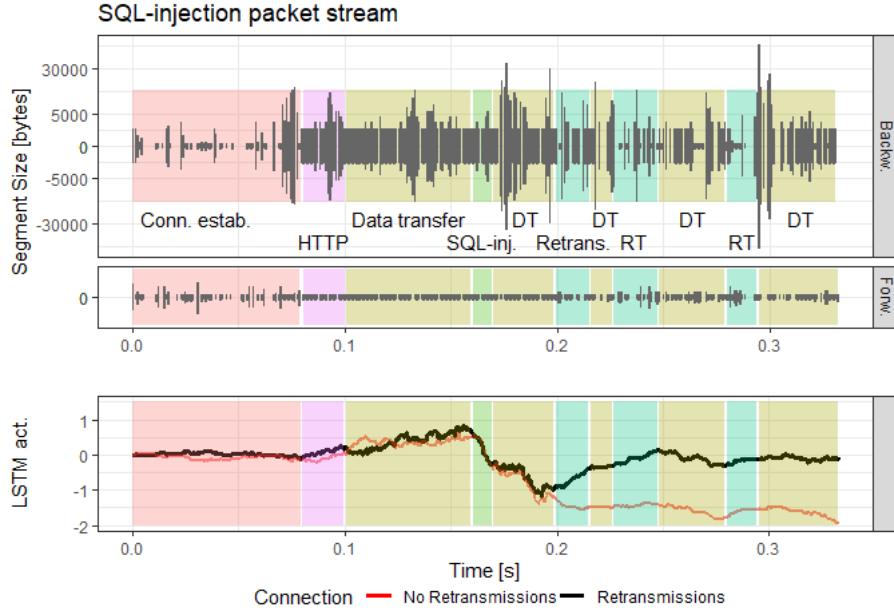 SQL-injection packet stream
Segment Size [bytes]
30000
5000
0
-5000
-30000
Conn. estab.
Data transfer
DT
DT
DT
DT
HTTP
SQL-inj.
Retrans.
RT
RT
Backw.
0
Forw.
0.0
0.1
0.2
0.3
LSTM act.
1
0
-1
-2
0.0
0.1
0.2
0.3
Time [s]
Connection
No Retransmissions
Retransmissions